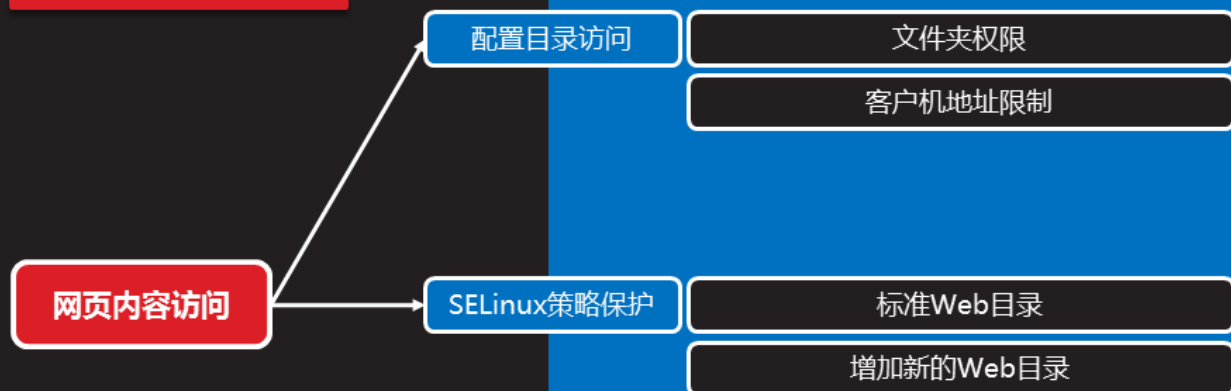 配置目录访问
文件夹权限
客户机地址限制
网页内容访问
SELinux策略保护
标准Web目录
增加新的Web目录